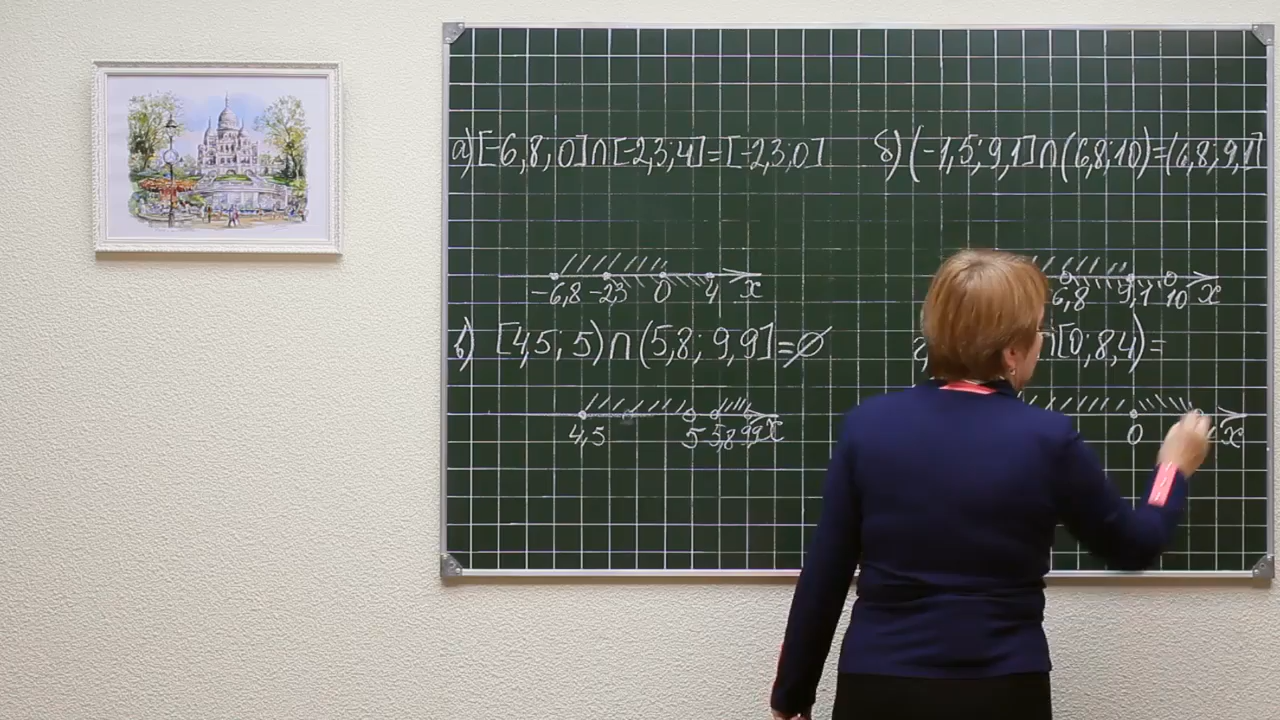 а) [-6,8; 0]∩[-2,3;4]=[-2,3;0]
б) (-1,5; 9,1]∩(6,8;10)=(6,8;9,1]
-6,8 -2,3 0 4 x
6,8 9,1 10 x
в) [4,5; 5)∩(5,8; 9,9]=∅
∩[0; 8,4)=
4,5 5 5,8 9,9 x
0 x